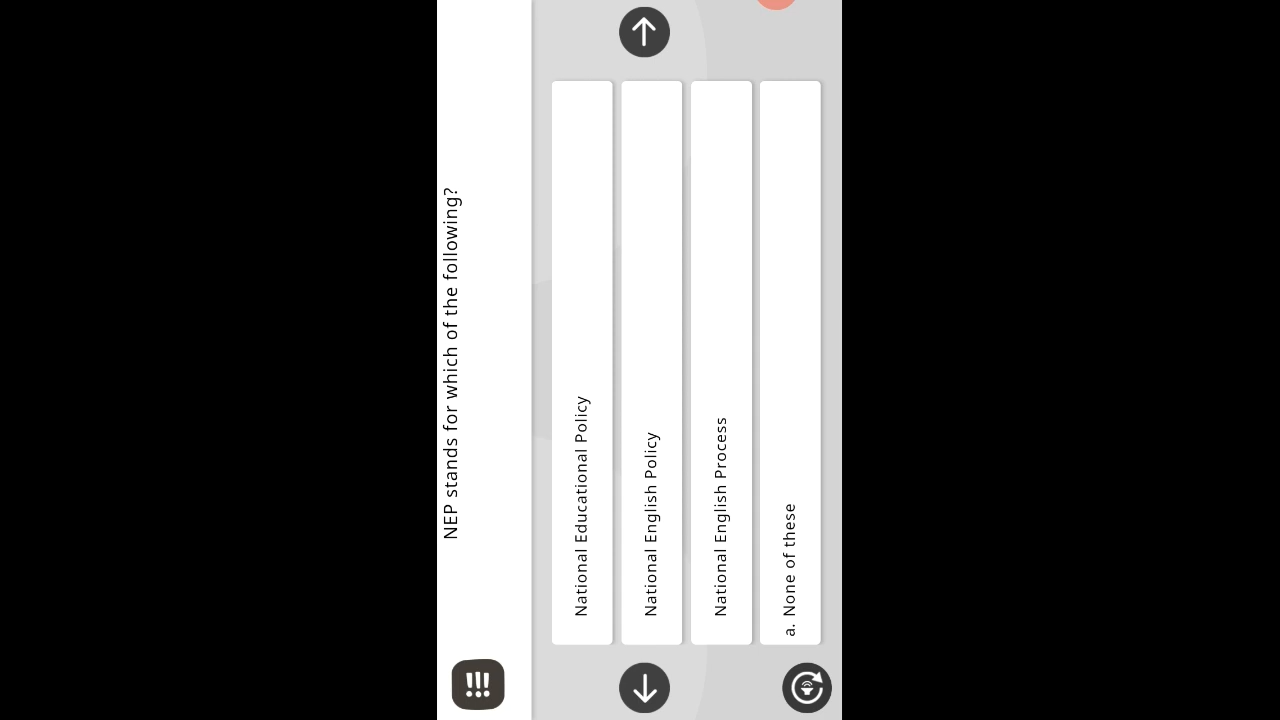 NEP stands for which of the following?
National Educational Policy
National English Policy
National English Process
a. None of these